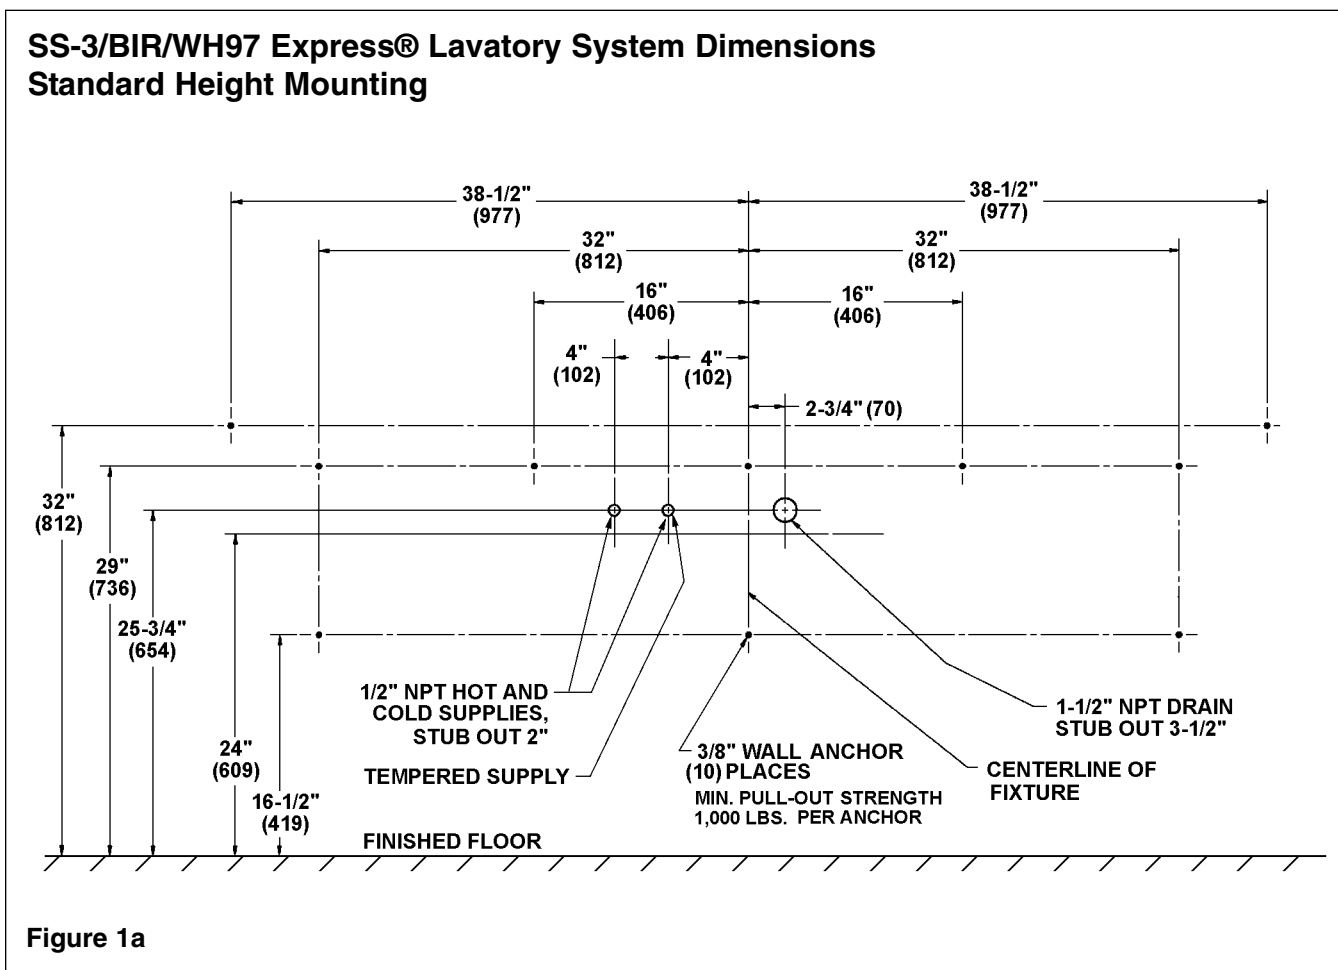 SS-3/BIR/WH97 Express® Lavatory System Dimensions
Standard Height Mounting
38-1/2"
(977)
38-1/2"
(977)
32"
(812)
32"
(812)
16"
(406)
16"
(406)
4"
(102)
4"
(102)
2-3/4" (70)
32"
(812)
29"
(736)
25-3/4"
(654)
24"
(609)
16-1/2"
(419)
1/2" NPT HOT AND
COLD SUPPLIES,
STUB OUT 2"
TEMPERED SUPPLY
3/8" WALL ANCHOR
(10) PLACES
MIN. PULL-OUT STRENGTH
1,000 LBS. PER ANCHOR
1-1/2" NPT DRAIN
STUB OUT 3-1/2"
CENTERLINE OF
FIXTURE
FINISHED FLOOR
Figure 1a